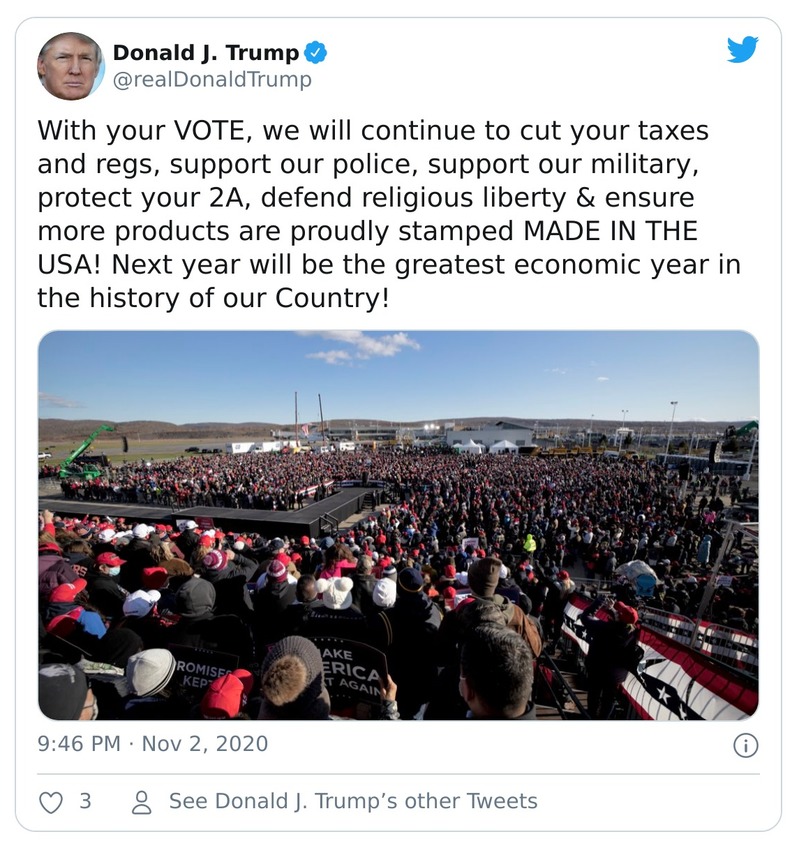 Donald J. Trump
@realDonaldTrump
With your VOTE, we will continue to cut your taxes
and regs, support our police, support our military,
protect your 2A, defend religious liberty & ensure
more products are proudly stamped MADE IN THE
USA! Next year will be the greatest economic year in
the history of our Country!
PROMISES
KEPT
AKE
ERICA
T AGAIN
9:46 PM · Nov 2, 2020
3
See Donald J. Trump’s other Tweets